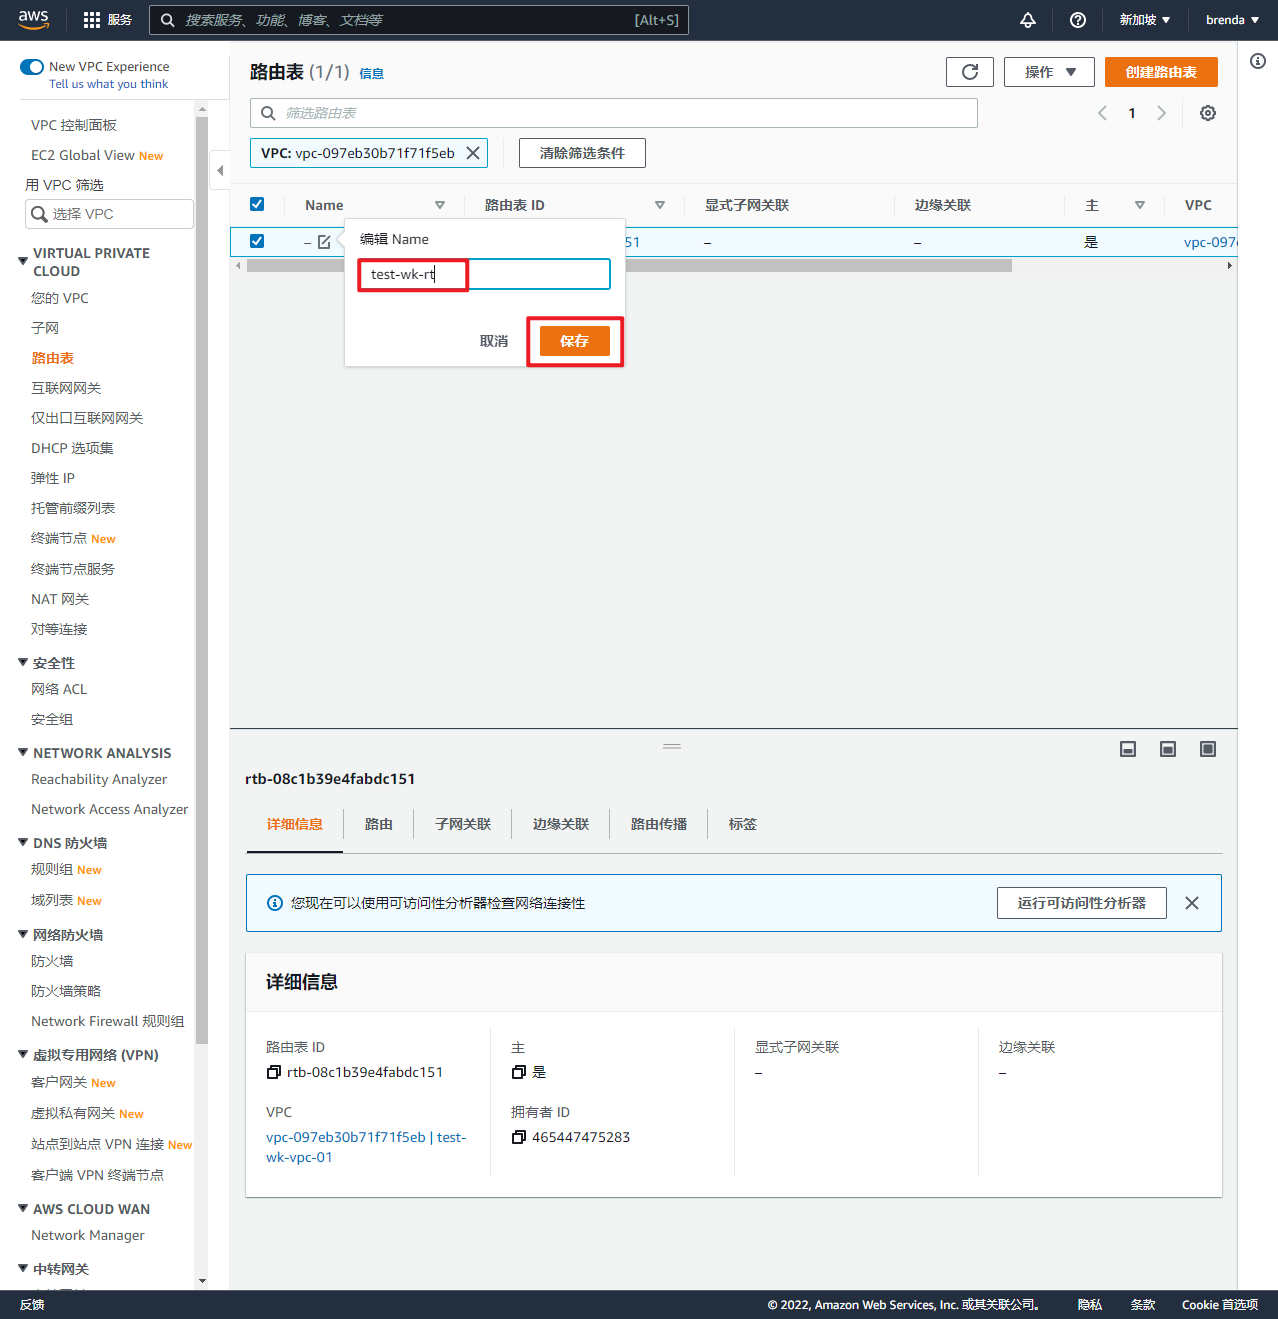 aws
服务
搜索服务、功能、博客、文档等
[Alt+S]
新加坡
brenda
New VPC Experience
Tell us what you think
VPC 控制面板
EC2 Global View New
用 VPC 筛选
选择 VPC
VIRTUAL PRIVATE
CLOUD
您的 VPC
子网
路由表
互联网网关
仅出口互联网网关
DHCP 选项集
弹性 IP
托管前缀列表
终端节点 New
终端节点服务
NAT 网关
对等连接
安全性
网络 ACL
安全组
NETWORK ANALYSIS
Reachability Analyzer
Network Access Analyzer
DNS 防火墙
规则组 New
域列表 New
网络防火墙
防火墙
防火墙策略
Network Firewall 规则组
虚拟专用网络 (VPN)
客户网关 New
虚拟私有网关 New
站点到站点 VPN 连接 New
客户端 VPN 终端节点
AWS CLOUD WAN
Network Manager
中转网关
路由表 (1/1) 信息
操作
创建路由表
筛选路由表
1
VPC: vpc-097eb30b71f71f5eb
清除筛选条件
Name
路由表 ID
显式子网关联
边缘关联
主
VPC
–
51
–
–
是
vpc-097
编辑 Name
test-wk-rt
取消
保存
rtb-08c1b39e4fabdc151
详细信息
路由
子网关联
边缘关联
路由传播
标签
您现在可以使用可访问性分析器检查网络连接性
运行可访问性分析器
详细信息
路由表 ID
rtb-08c1b39e4fabdc151
主
是
显式子网关联
–
边缘关联
–
VPC
vpc-097eb30b71f71f5eb | test-
wk-vpc-01
拥有者 ID
465447475283
反馈
© 2022, Amazon Web Services, Inc. 或其关联公司。
隐私
条款
Cookie 首选项